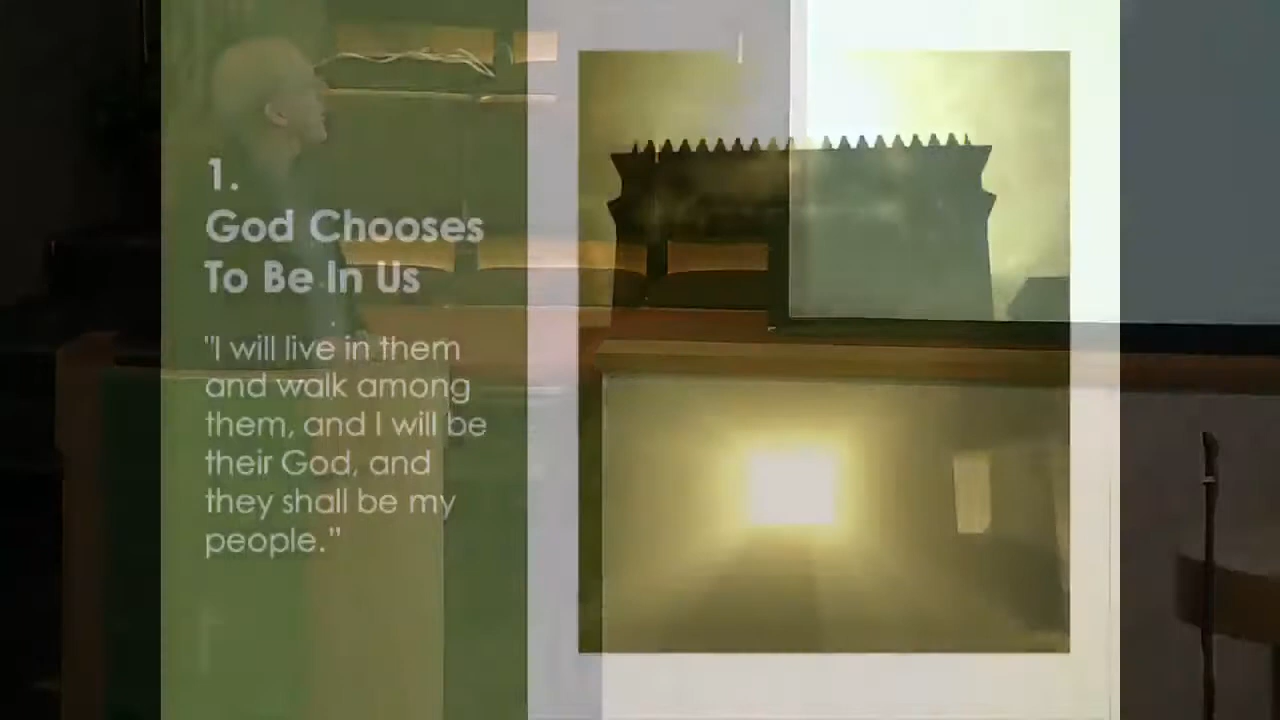 1.
God Chooses
To Be In Us
"I will live in them
and walk among
them, and I will be
their God, and
they shall be my
people."